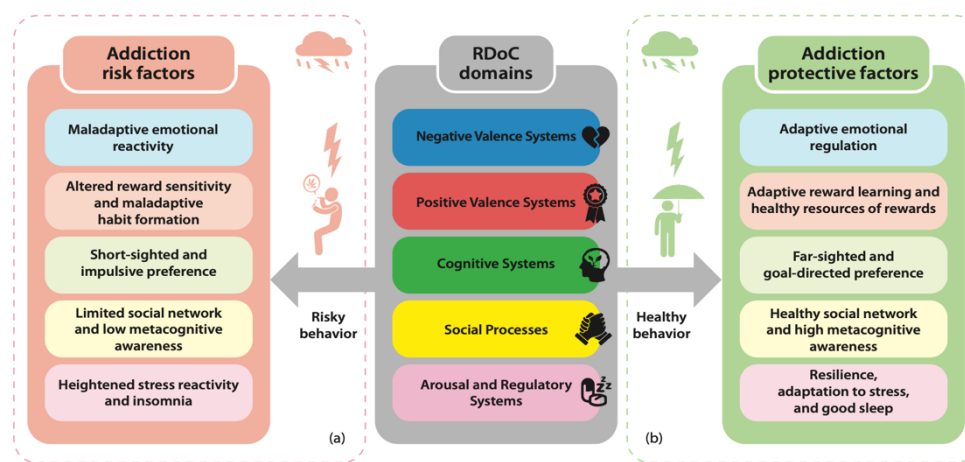 Addiction
risk factors
Maladaptive emotional
reactivity
Altered reward sensitivity
and maladaptive
habit formation
Short-sighted and
impulsive preference
Limited social network
and low metacognitive
awareness
Heightened stress reactivity
and insomnia
Risky
behavior
(a)
RDoC
domains
Negative Valence Systems
Positive Valence Systems
Cognitive Systems
Social Processes
Arousal and Regulatory
Systems
zzz
Healthy
behavior
(b)
Addiction
protective factors
Adaptive emotional
regulation
Adaptive reward learning and
healthy resources of rewards
Far-sighted and
goal-directed preference
Healthy social network
and high metacognitive
awareness
Resilience,
adaptation to stress,
and good sleep